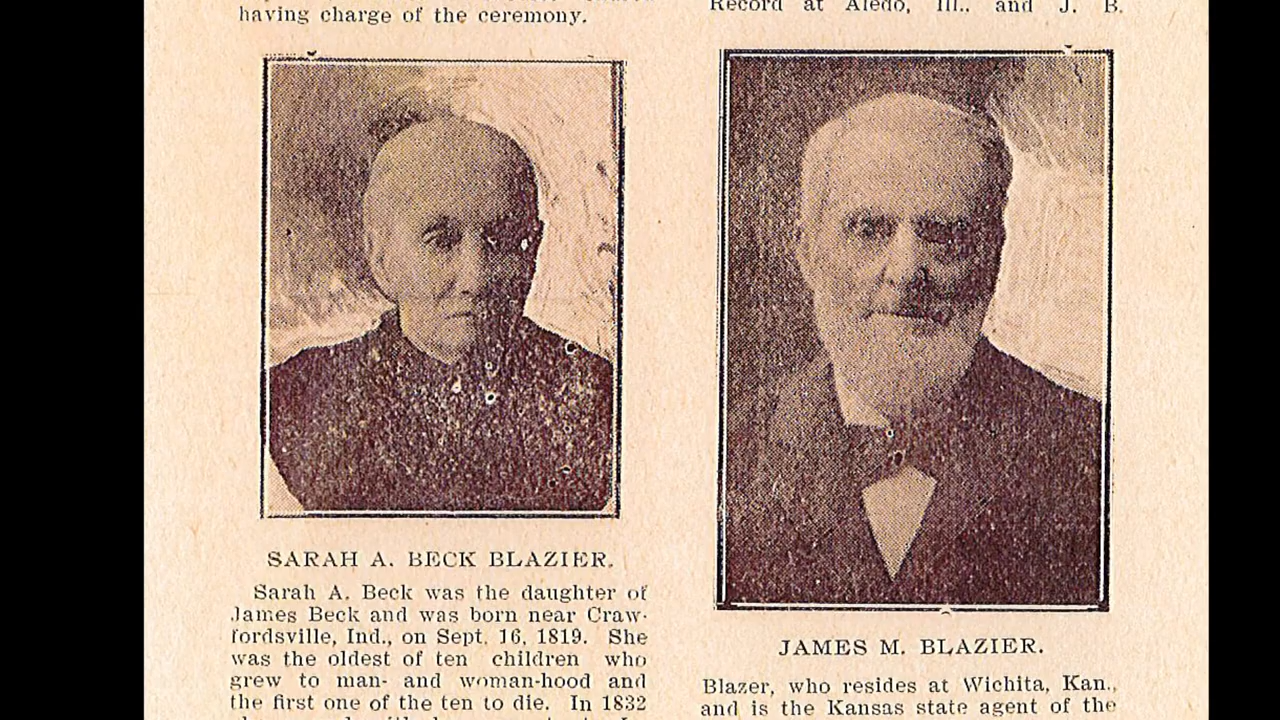 having charge of the ceremony.
SARAH A. BECK BLAZIER.
Sarah A. Beck was the daughter of
James Beck and was born near Craw-
fordsville, Ind., on Sept. 16, 1819. She
was the oldest of ten children who
grew to man- and woman-hood and
the first one of the ten to die. In 1832
Record at Aledo, Ill., and J. B.
JAMES M. BLAZIER.
Blazer, who resides at Wichita, Kan.,
and is the Kansas state agent of the